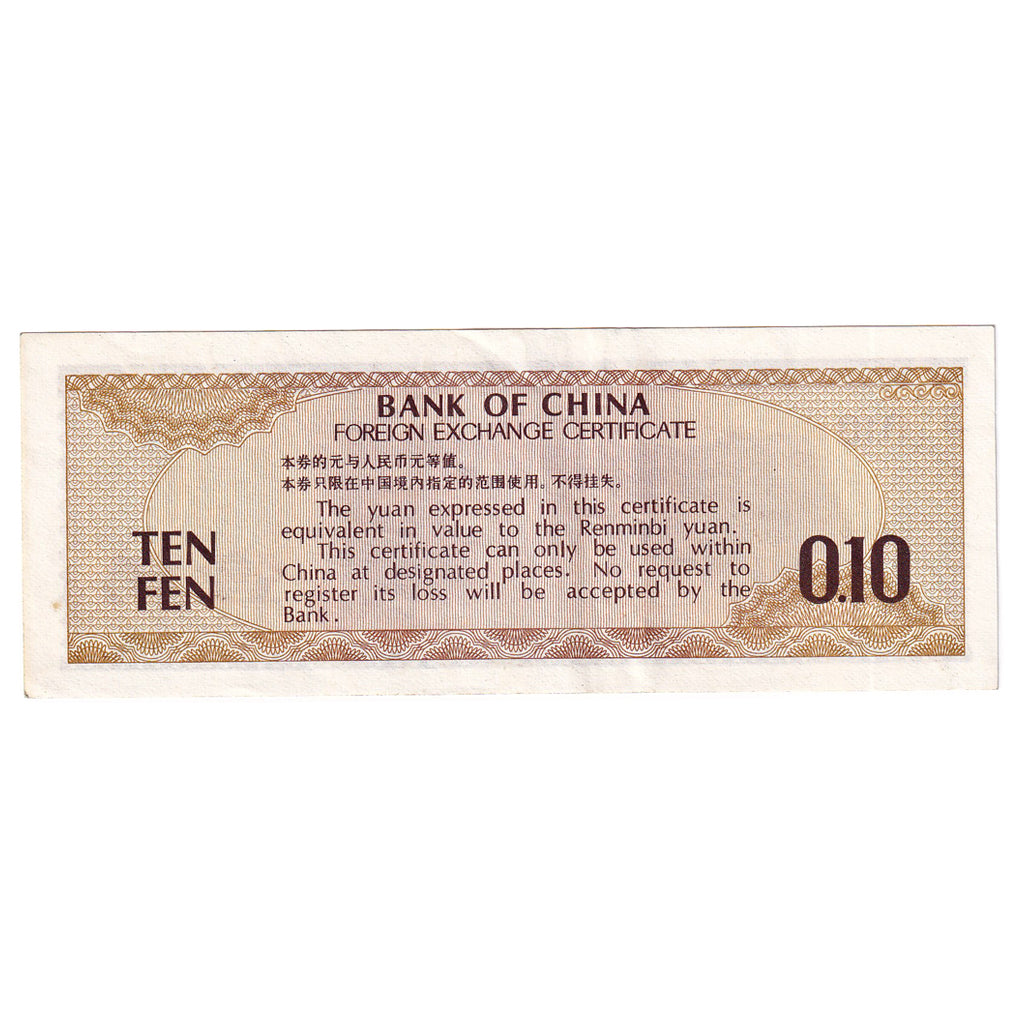 BANK OF CHINA
FOREIGN EXCHANGE CERTIFICATE
本券的元与人民币元等值。
本券只限在中国境内指定的范围使用。不得挂失。
The yuan expressed in this certificate is
equivalent in value to the Renminbi yuan.
This certificate can only be used within
China at designated places. No request to
register its loss will be accepted by the
Bank.
TEN
FEN
0.10